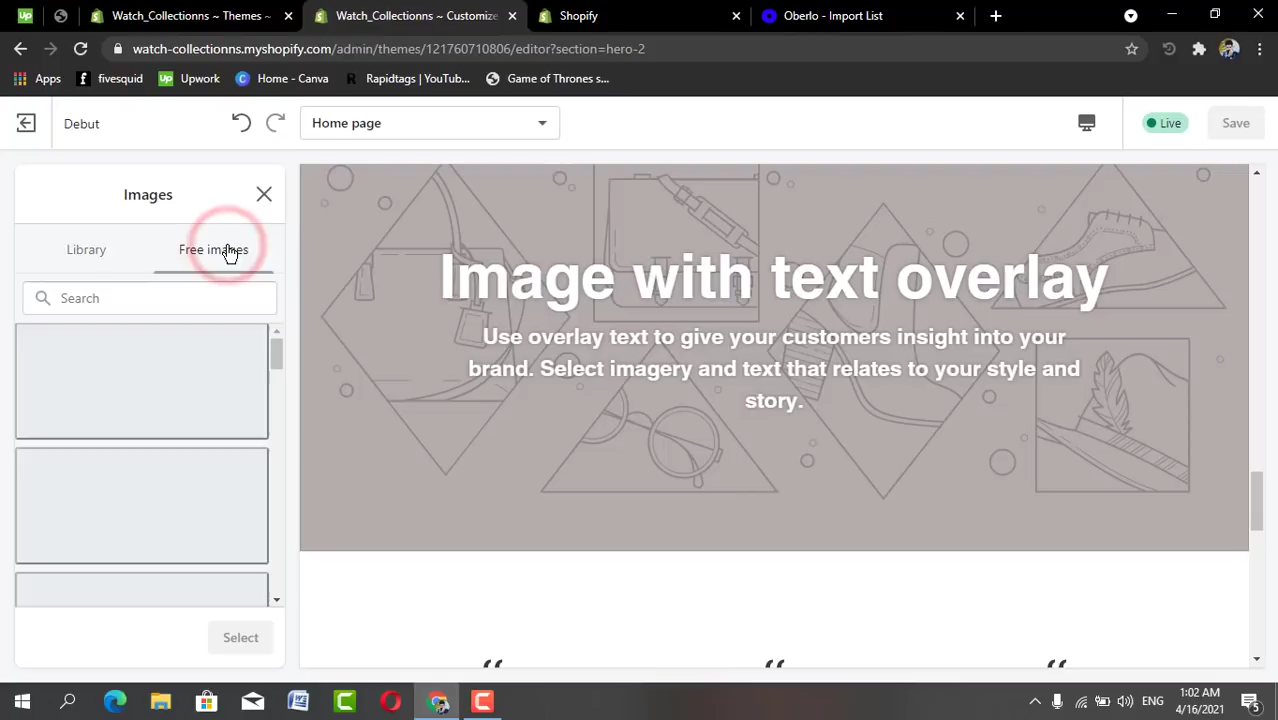 Watch_Collectionns ~ Themes ~
Watch_Collectionns ~ Customize
Shopify
Oberlo - Import List
watch-collectionns.myshopify.com/admin/themes/121760710806/editor?section=hero-2
Apps
fivesquid
Upwork
Home - Canva
Rapidtags | YouTub...
Game of Thrones s...
Debut
Home page
Live
Save
Images
Library
Free images
Search
Select
Image with text overlay
Use overlay text to give your customers insight into your
brand. Select imagery and text that relates to your style and
story.
“ “ “
ENG
1:02 AM
4/16/2021
5